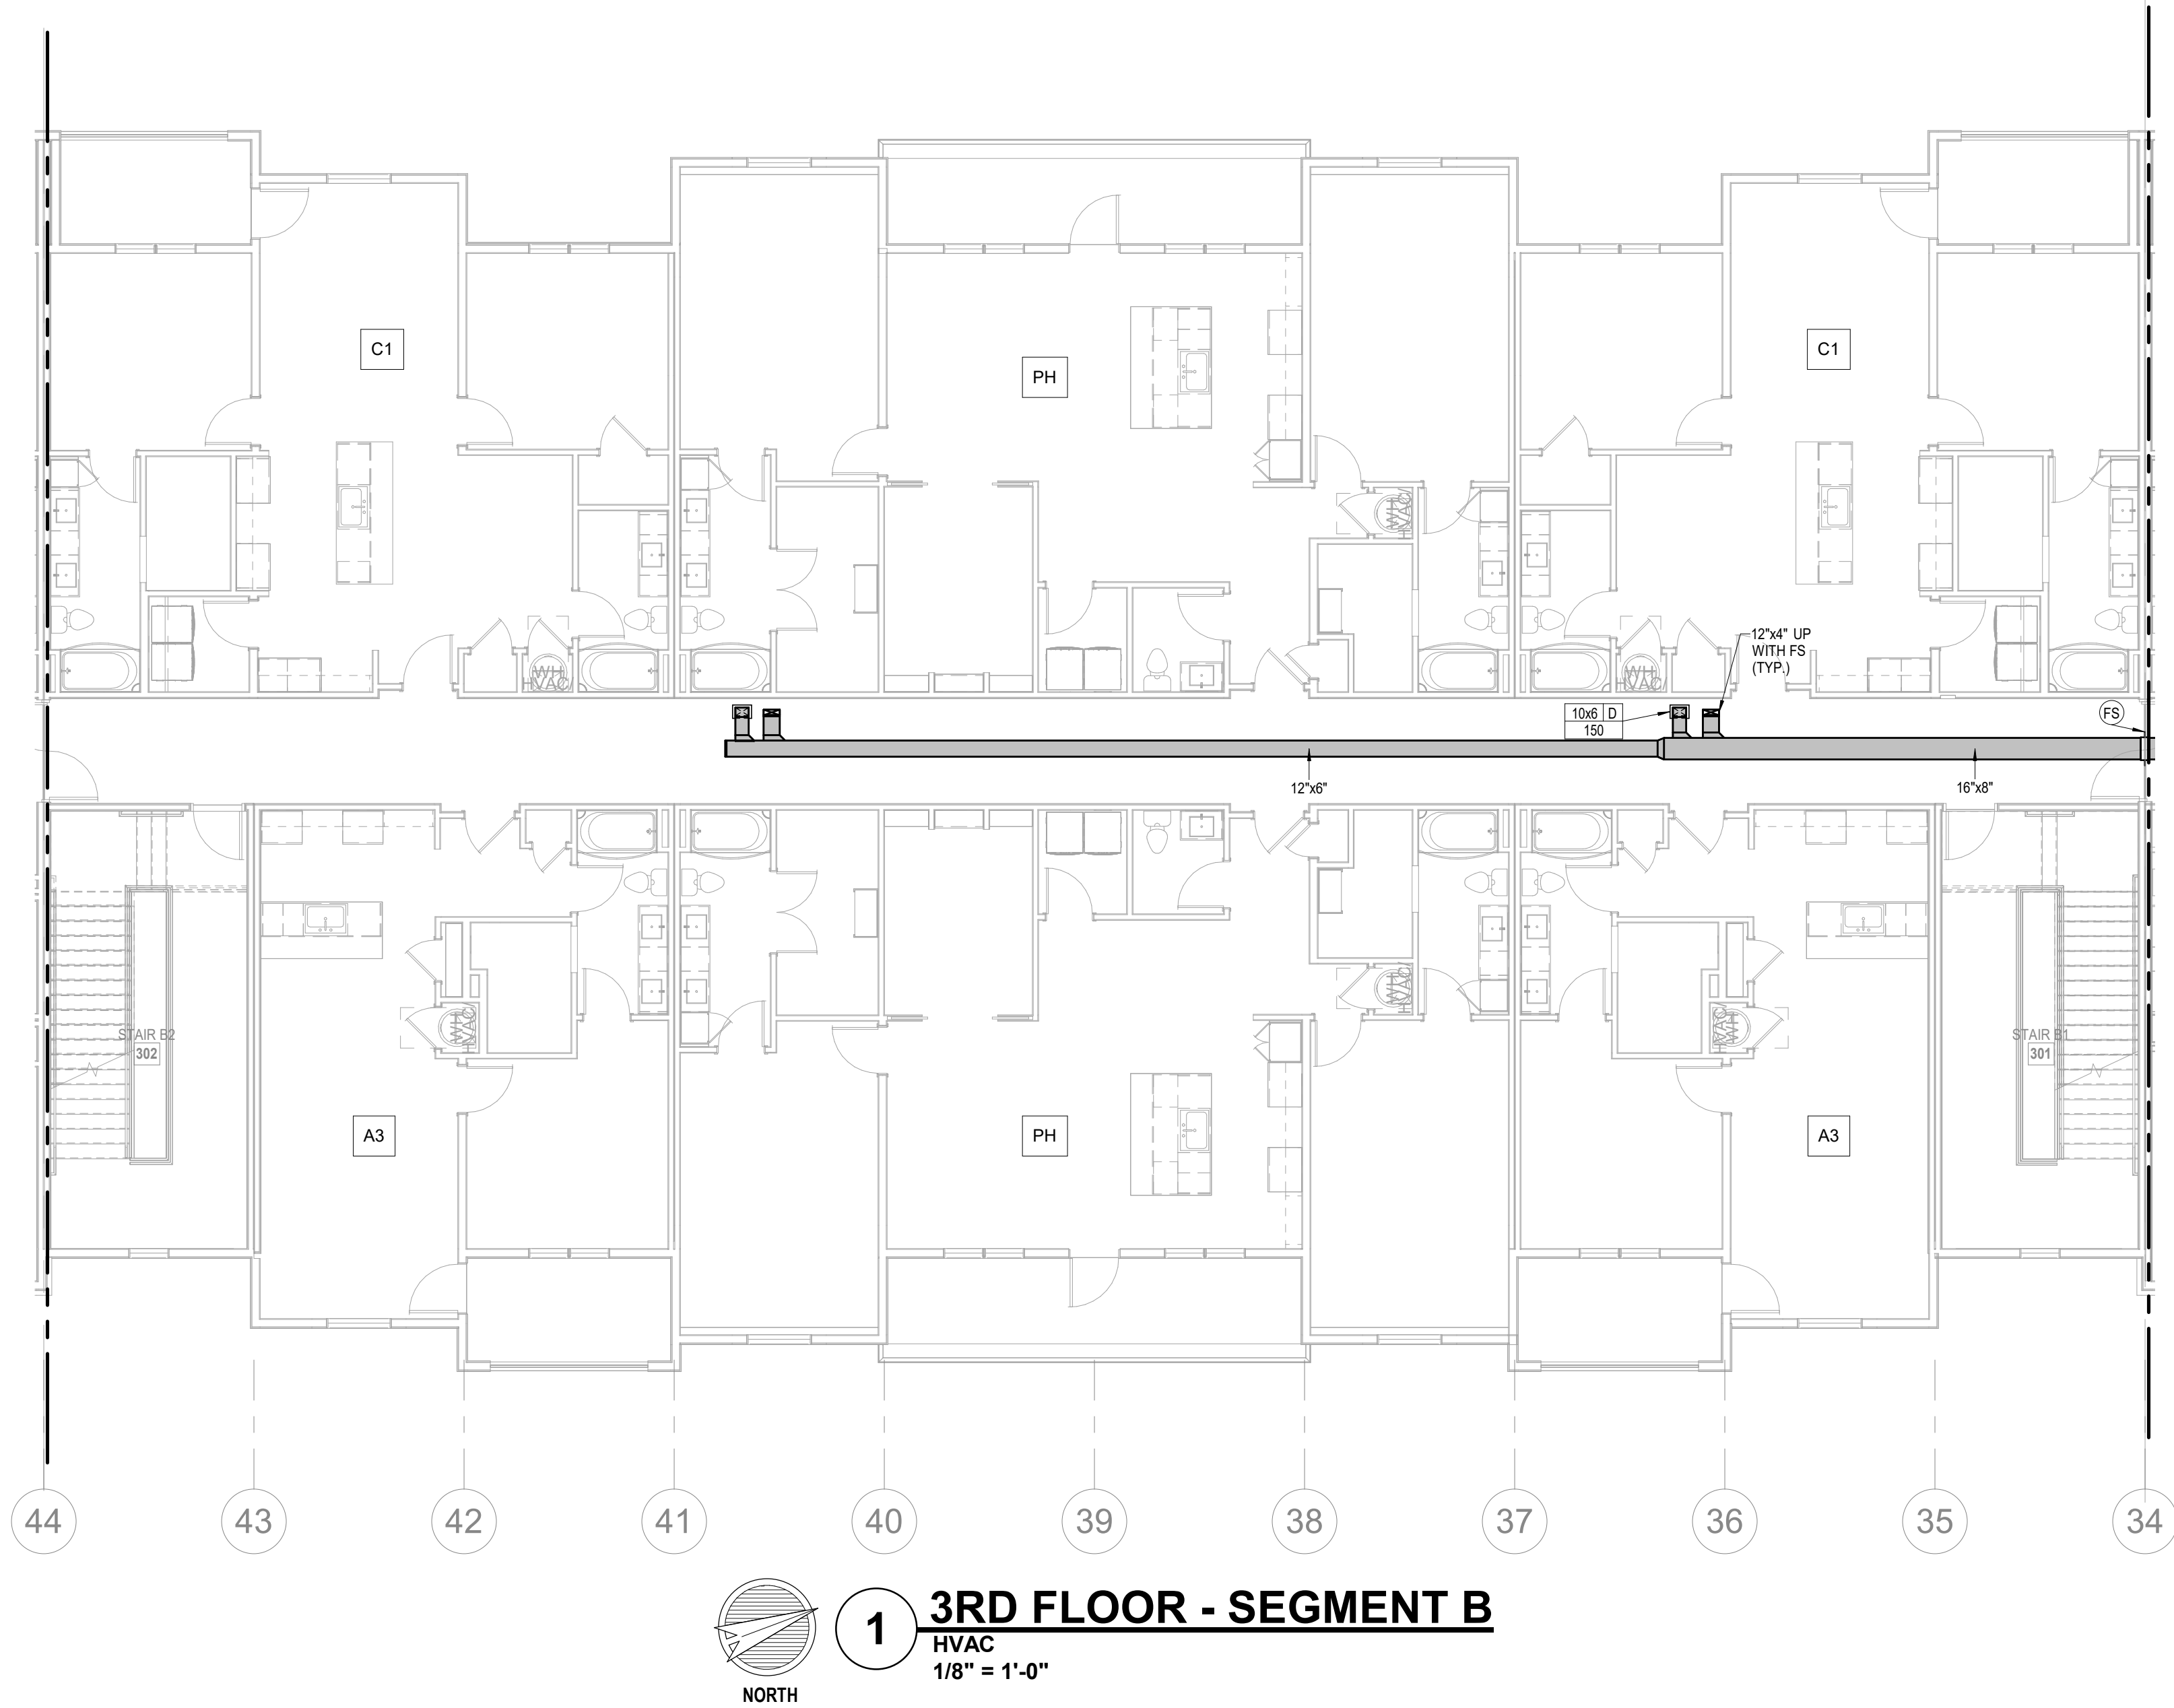 C1
PH
C1
WH
HVAC
WH
HVAC
WH
HVAC
12"x4" UP
WITH FS
(TYP.)
10x6 D
150
FS
12"x6"
16"x8"
WH
HVAC
WH
HVAC
WH
HVAC
STAIR B2
302
STAIR B1
301
A3
PH
A3
44
43
42
41
40
39
38
37
36
35
34
1
3RD FLOOR - SEGMENT B
HVAC
1/8" = 1'-0"
NORTH